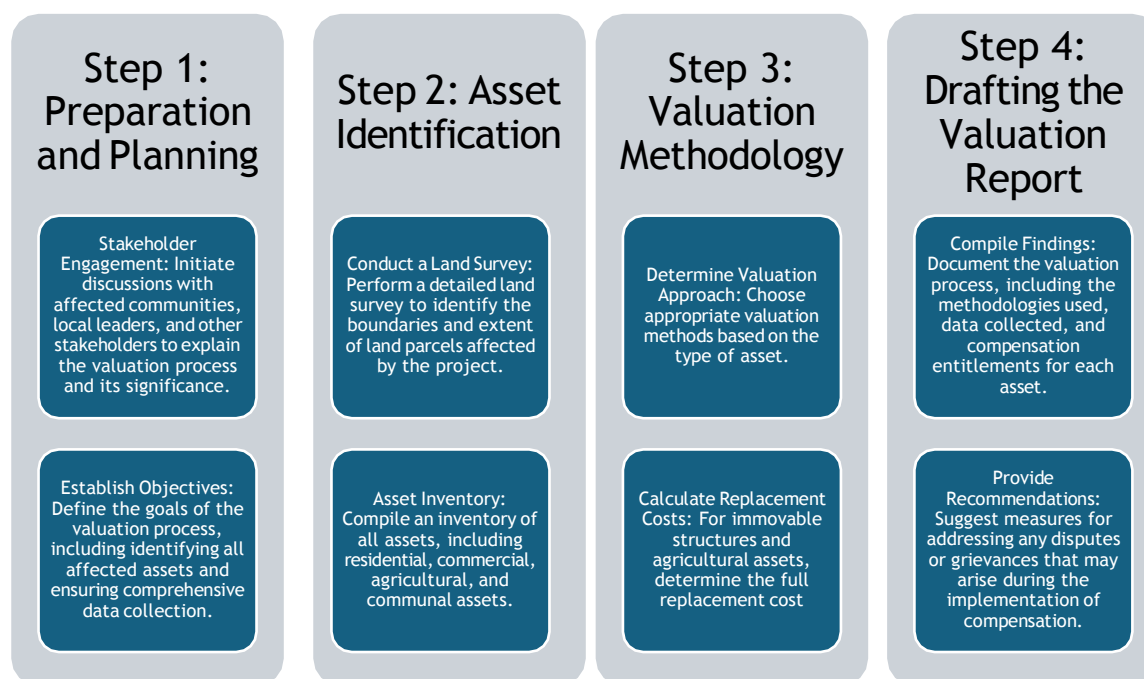 Step 1:
Preparation
and Planning
Stakeholder
Engagement: Initiate
discussions with
affected communities,
local leaders, and other
stakeholders to explain
the valuation process
and its significance.
Establish Objectives:
Define the goals of the
valuation process,
including identifying all
affected assets and
ensuring comprehensive
data collection.
Step 2: Asset
Identification
Conduct a Land Survey:
Perform a detailed land
survey to identify the
boundaries and extent
of land parcels affected
by the project.
Asset Inventory:
Compile an inventory of
all assets, including
residential, commercial,
agricultural, and
communal assets.
Step 3:
Valuation
Methodology
Determine Valuation
Approach: Choose
appropriate valuation
methods based on the
type of asset.
Calculate Replacement
Costs: For immovable
structures and
agricultural assets,
determine the full
replacement cost
Step 4:
Drafting the
Valuation
Report
Compile Findings:
Document the valuation
process, including the
methodologies used,
data collected, and
compensation
entitlements for each
asset.
Provide
Recommendations:
Suggest measures for
addressing any disputes
or grievances that may
arise during the
implementation of
compensation.